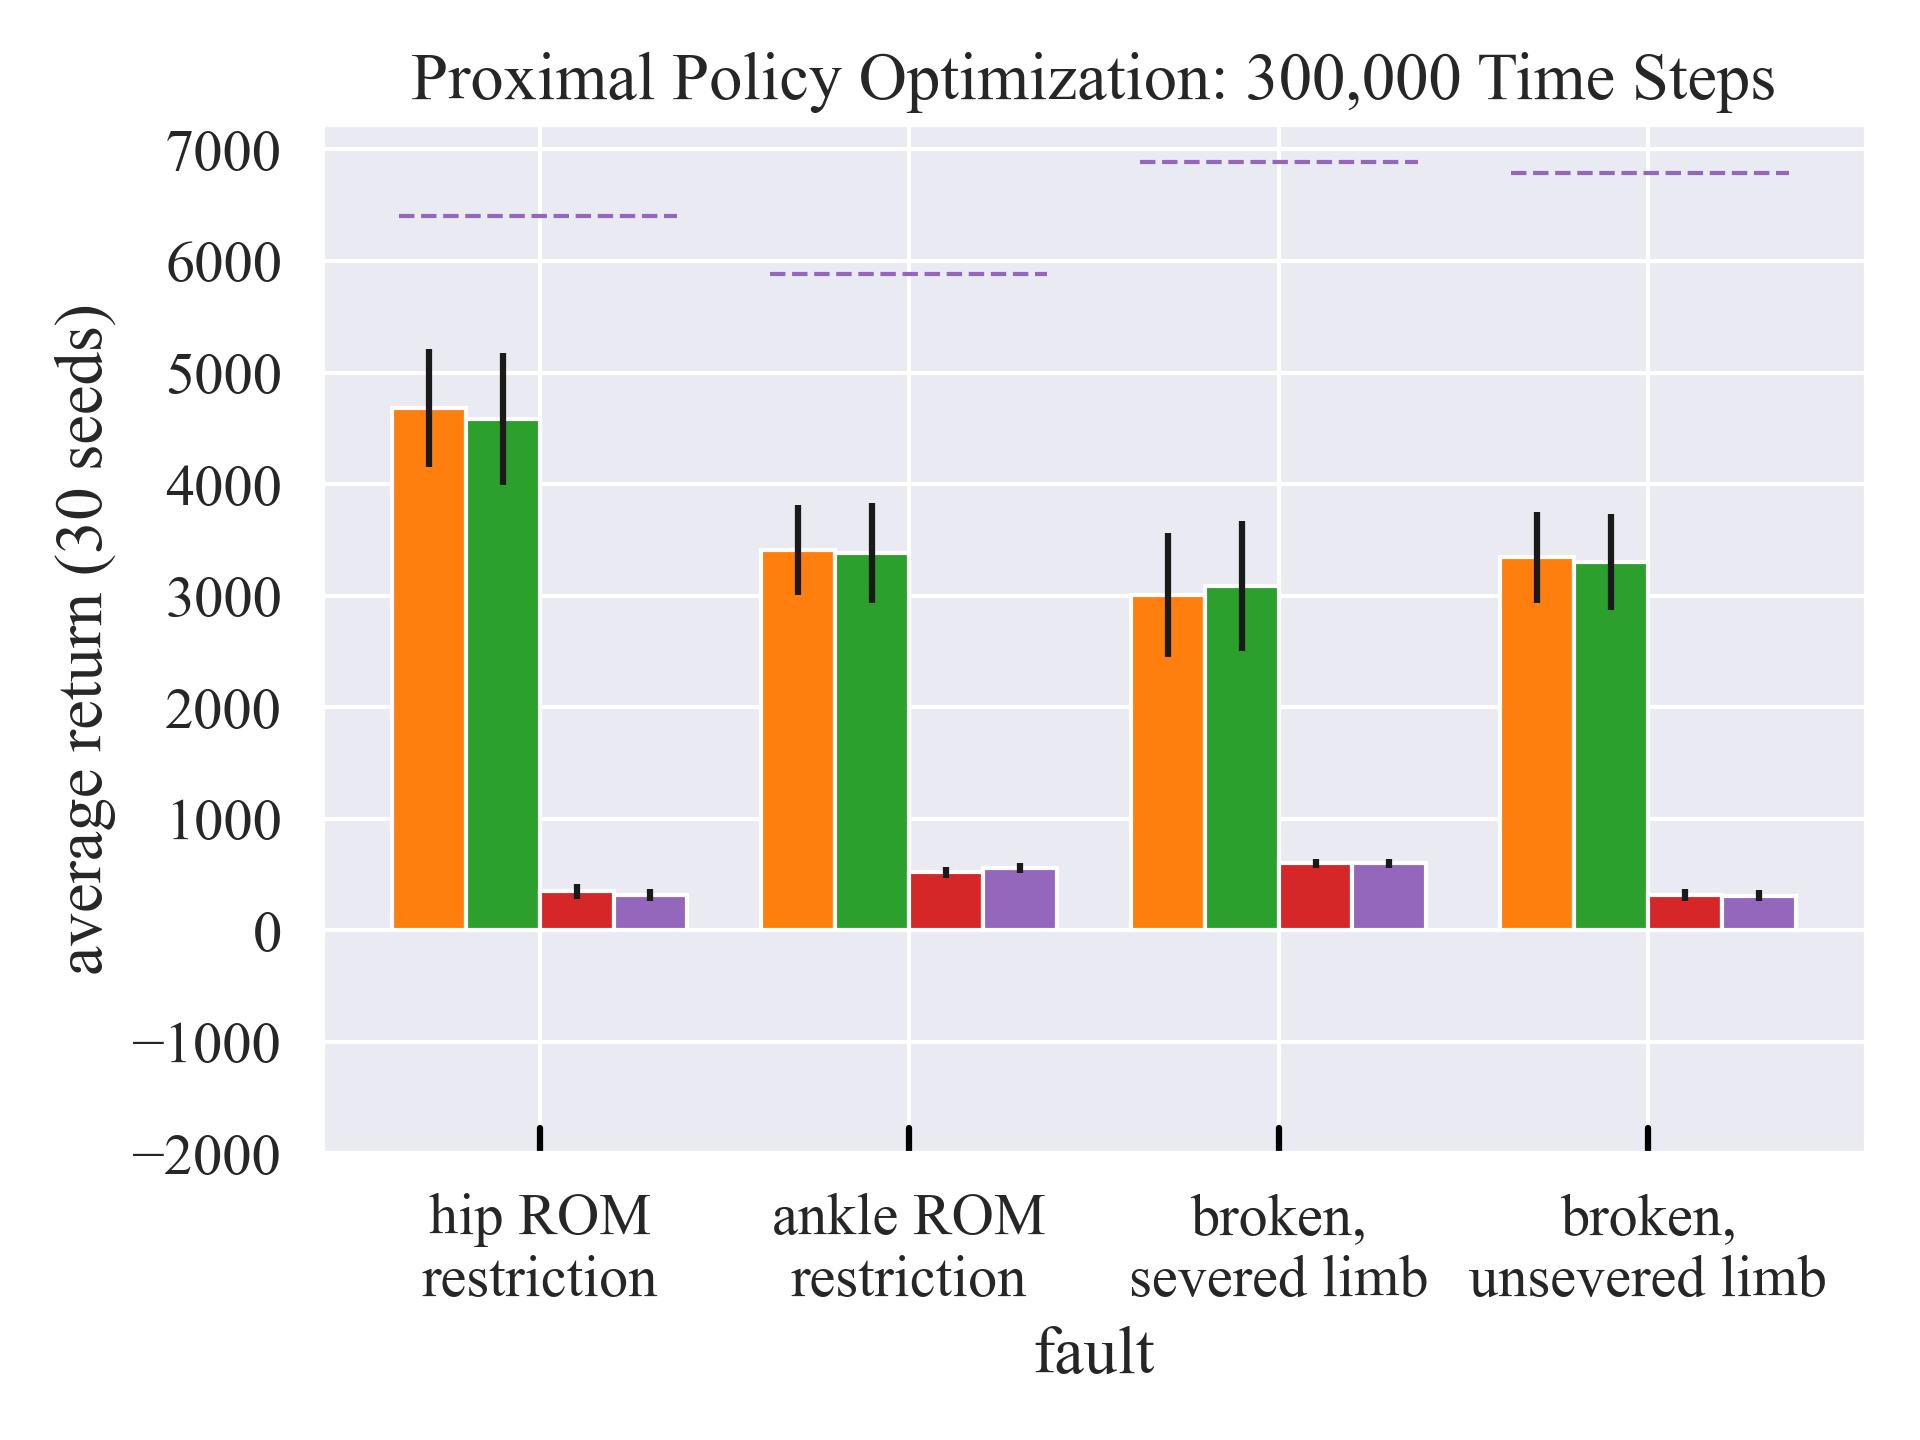 Proximal Policy Optimization: 300,000 Time Steps
average return (30 seeds)
7000
6000
5000
4000
3000
2000
1000
0
−1000
−2000
hip ROM
restriction
ankle ROM
restriction
broken,
severed limb
broken,
unsevered limb
fault